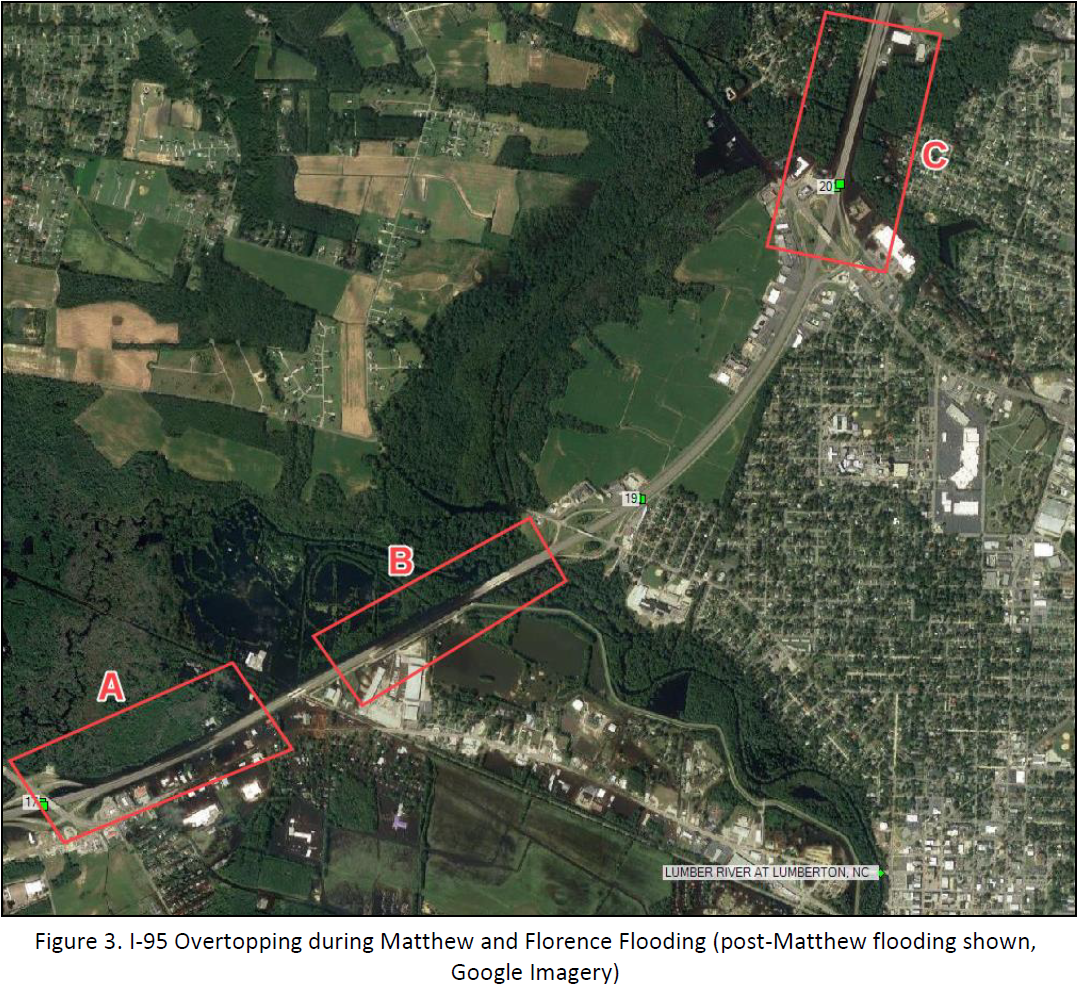 C
20
19
B
A
17
LUMBER RIVER AT LUMBERTON, NC
Figure 3. I-95 Overtopping during Matthew and Florence Flooding (post-Matthew flooding shown,
Google Imagery)